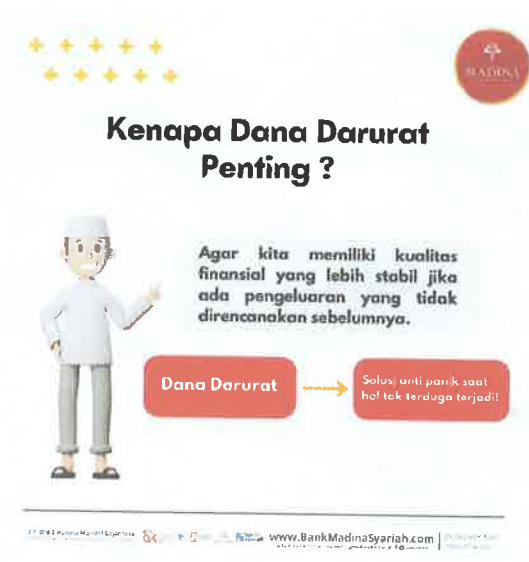 MADINA
Kenapa Dana Darurat
Penting ?
Agar kita memiliki kualitas
finansial yang lebih stabil jika
ada pengeluaran yang tidak
direncanakan sebelumnya.
Dana Darurat
Solusi anti panik saat
hal tak terduga terjadi!
www.BankMadinaSyariah.com